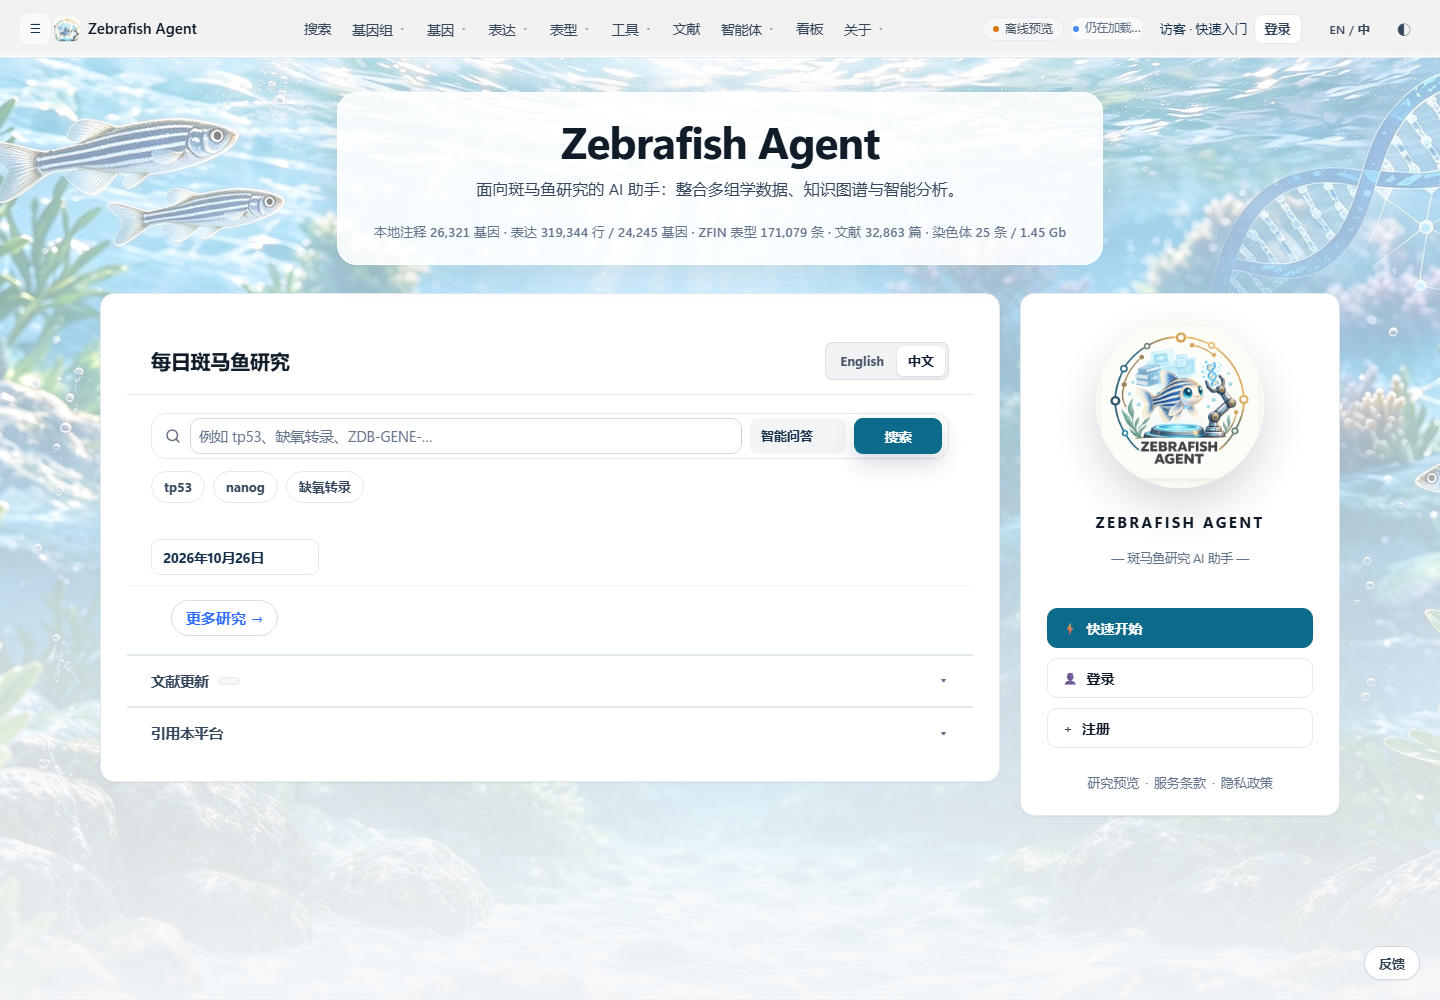 ☰ Zebrafish Agent 搜索 基因组 基因 表达 表型 工具 文献 智能体 看板 关于 离线预览 仍在加载... 访客 · 快速入门 登录 EN / 中
Zebrafish Agent
面向斑马鱼研究的 AI 助手：整合多组学数据、知识图谱与智能分析。
本地注释 26,321 基因 · 表达 319,344 行 / 24,245 基因 · ZFIN 表型 171,079 条 · 文献 32,863 篇 · 染色体 25 条 / 1.45 Gb
每日斑马鱼研究 English 中文
例如 tp53、缺氧转录、ZDB-GENE-... 智能问答 搜索
tp53 nanog 缺氧转录
2026年10月26日
更多研究 →
文献更新
引用本平台
ZEBRAFISH
AGENT
ZEBRAFISH AGENT
— 斑马鱼研究 AI 助手 —
快速开始
登录
+ 注册
研究预览 · 服务条款 · 隐私政策
反馈